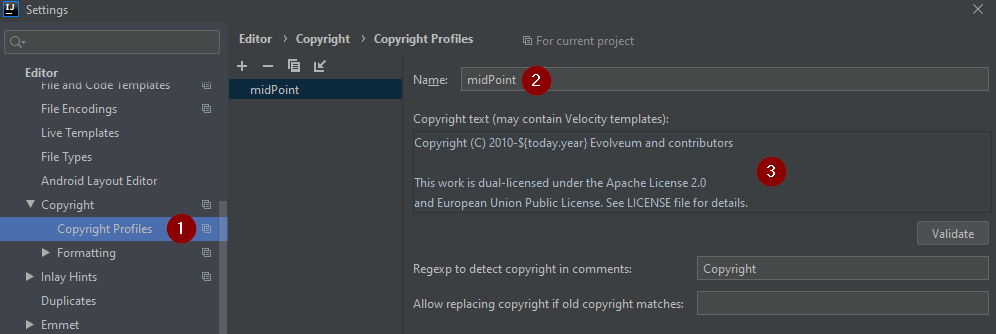 IJ Settings
Editor › Copyright › Copyright Profiles For current project
Editor
File and Code Templates
File Encodings
Live Templates
File Types
Android Layout Editor
Copyright
Copyright Profiles 1
Formatting
Inlay Hints
Duplicates
Emmet
midPoint
Name: midPoint 2
Copyright text (may contain Velocity templates):
Copyright (C) 2010-${today.year} Evolveum and contributors
This work is dual-licensed under the Apache License 2.0
and European Union Public License. See LICENSE file for details.
3
Validate
Regexp to detect copyright in comments: Copyright
Allow replacing copyright if old copyright matches: